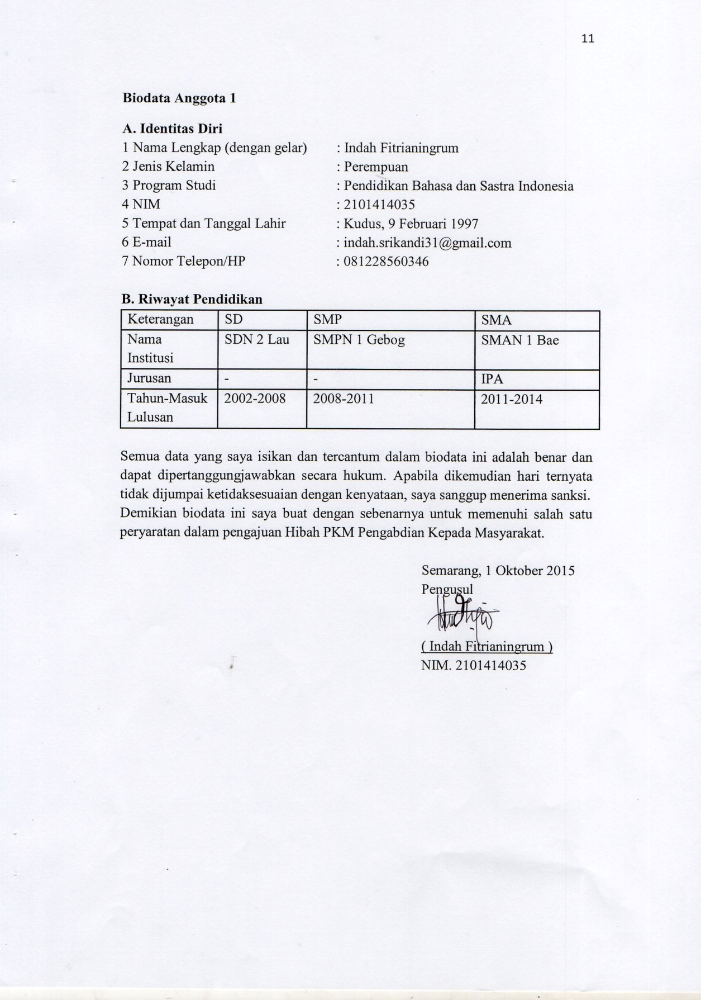 11
Biodata Anggota 1
A. Identitas Diri
1 Nama Lengkap (dengan gelar) : Indah Fitrianingrum
2 Jenis Kelamin : Perempuan
3 Program Studi : Pendidikan Bahasa dan Sastra Indonesia
4 NIM : 2101414035
5 Tempat dan Tanggal Lahir : Kudus, 9 Februari 1997
6 E-mail : indah.srikandi31@gmail.com
7 Nomor Telepon/HP : 081228560346
B. Riwayat Pendidikan
Keterangan SD SMP SMA
Nama SDN 2 Lau SMPN 1 Gebog SMAN 1 Bae
Institusi
Jurusan - - IPA
Tahun-Masuk 2002-2008 2008-2011 2011-2014
Lulusan
Semua data yang saya isikan dan tercantum dalam biodata ini adalah benar dan
dapat dipertanggungjawabkan secara hukum. Apabila dikemudian hari ternyata
tidak dijumpai ketidaksesuaian dengan kenyataan, saya sanggup menerima sanksi.
Demikian biodata ini saya buat dengan sebenarnya untuk memenuhi salah satu
peryaratan dalam pengajuan Hibah PKM Pengabdian Kepada Masyarakat.
Semarang, 1 Oktober 2015
Pengusul
( Indah Fitrianingrum )
NIM. 2101414035